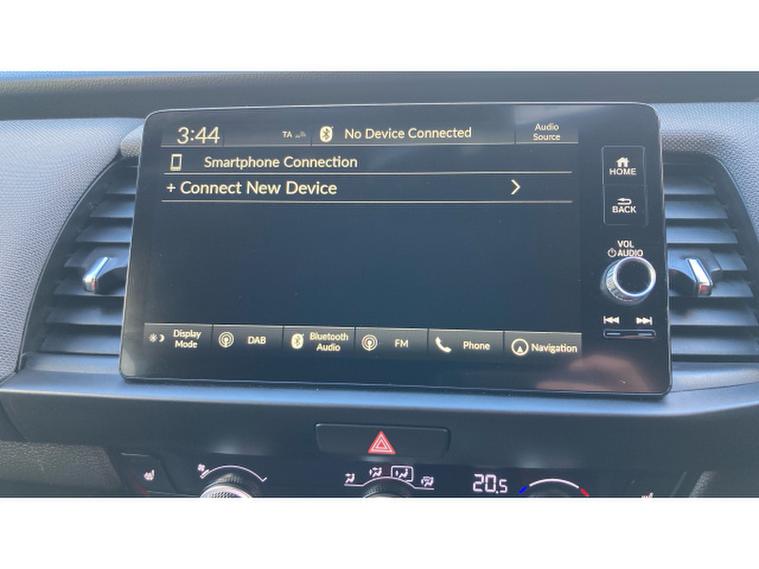 3:44
TA
No Device Connected
Audio
Source
Smartphone Connection
+ Connect New Device
HOME
BACK
VOL
AUDIO
Display
Mode
DAB
Bluetooth
Audio
FM
Phone
Navigation
20.5